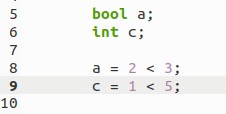 5 bool a;
6 int c;
7
8 a = 2 < 3;
9 c = 1 < 5;
10